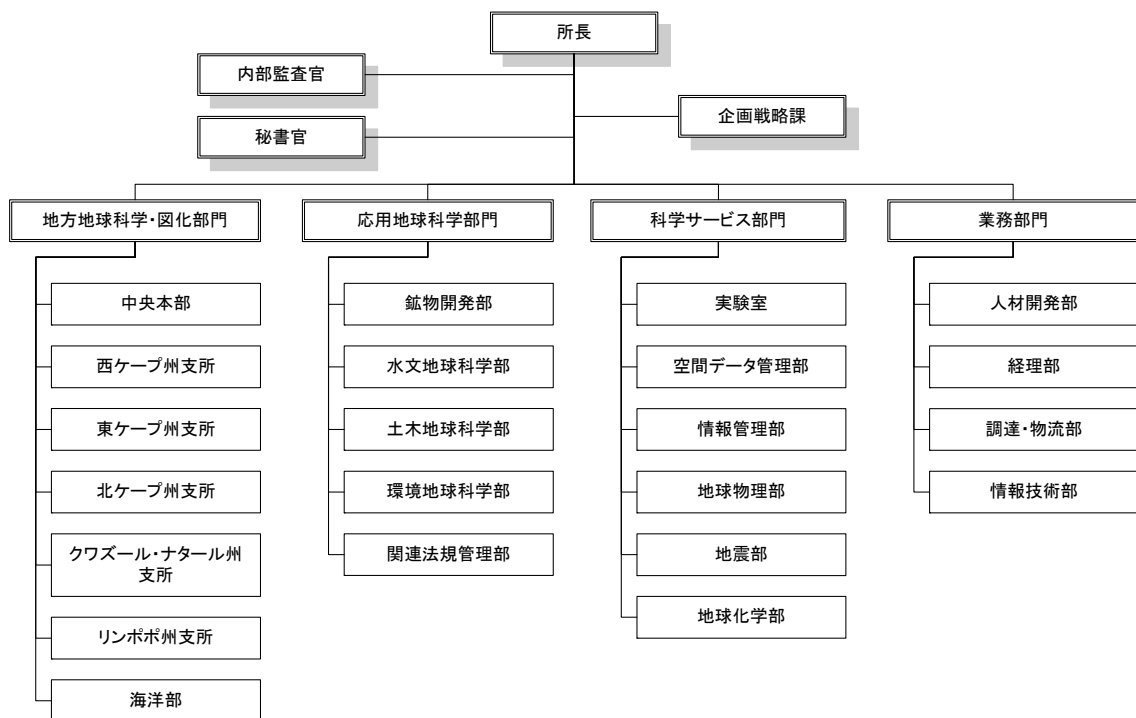 所長
内部監査官
企画戦略課
秘書官
地方地球科学・図化部門
中央本部
西ケープ州支所
東ケープ州支所
北ケープ州支所
クワズール・ナタール州
支所
リンポポ州支所
海洋部
応用地球科学部門
鉱物開発部
水文地球科学部
土木地球科学部
環境地球科学部
関連法規管理部
科学サービス部門
実験室
空間データ管理部
情報管理部
地球物理部
地震部
地球化学部
業務部門
人材開発部
経理部
調達・物流部
情報技術部